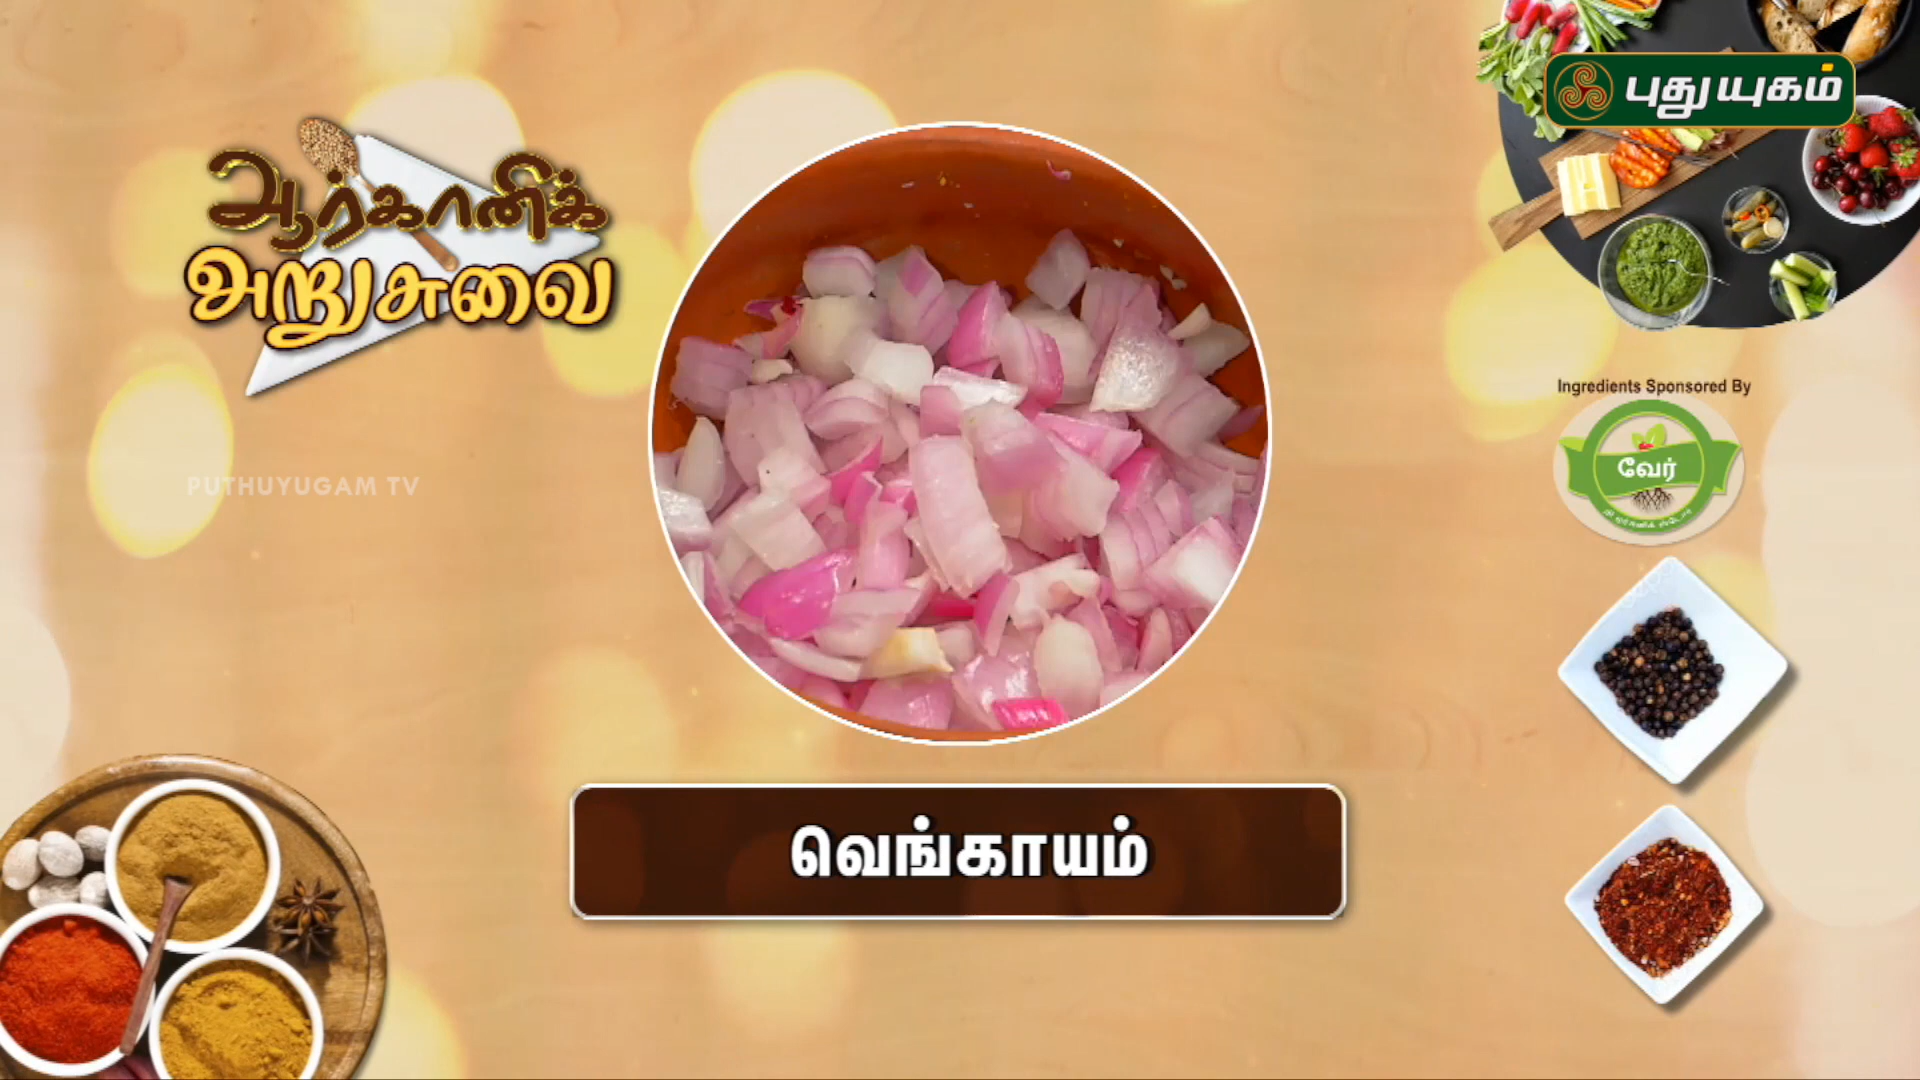 புதுயுகம்
ஆர்கானிக்
அறுசுவை
Ingredients Sponsored By
வேர்
PUTHUYUGAM TV
வெங்காயம்